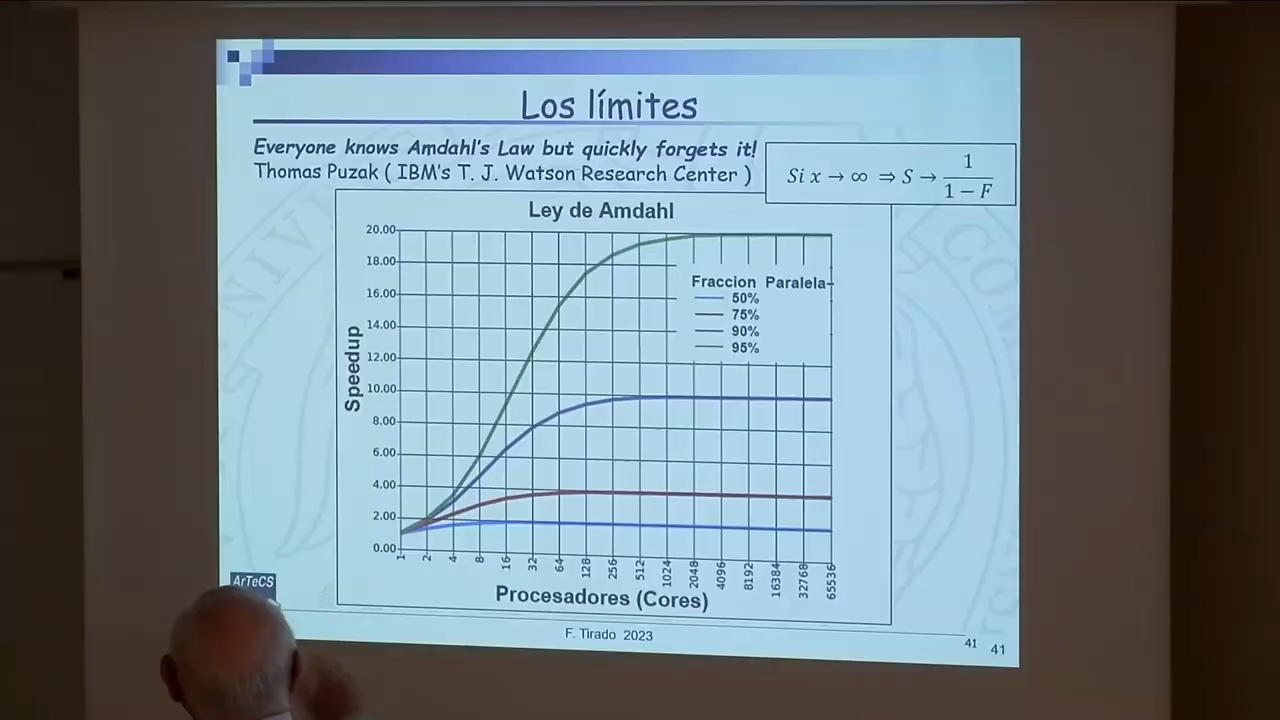 Los límites
Everyone knows Amdahl's Law but quickly forgets it!
Thomas Puzak ( IBM's T. J. Watson Research Center )
Si x → ∞ ⇒ S → 1 / 1 − F
Ley de Amdahl
20.00
18.00
16.00
14.00
12.00
10.00
8.00
6.00
4.00
2.00
0.00
Speedup
Fraccion Paralela
50%
75%
90%
95%
1 2 4 8 16 32 64 128 256 512 1024 2048 4096 8192 16384 32768 65536
Procesadores (Cores)
ArTeCS
F. Tirado 2023
41
41